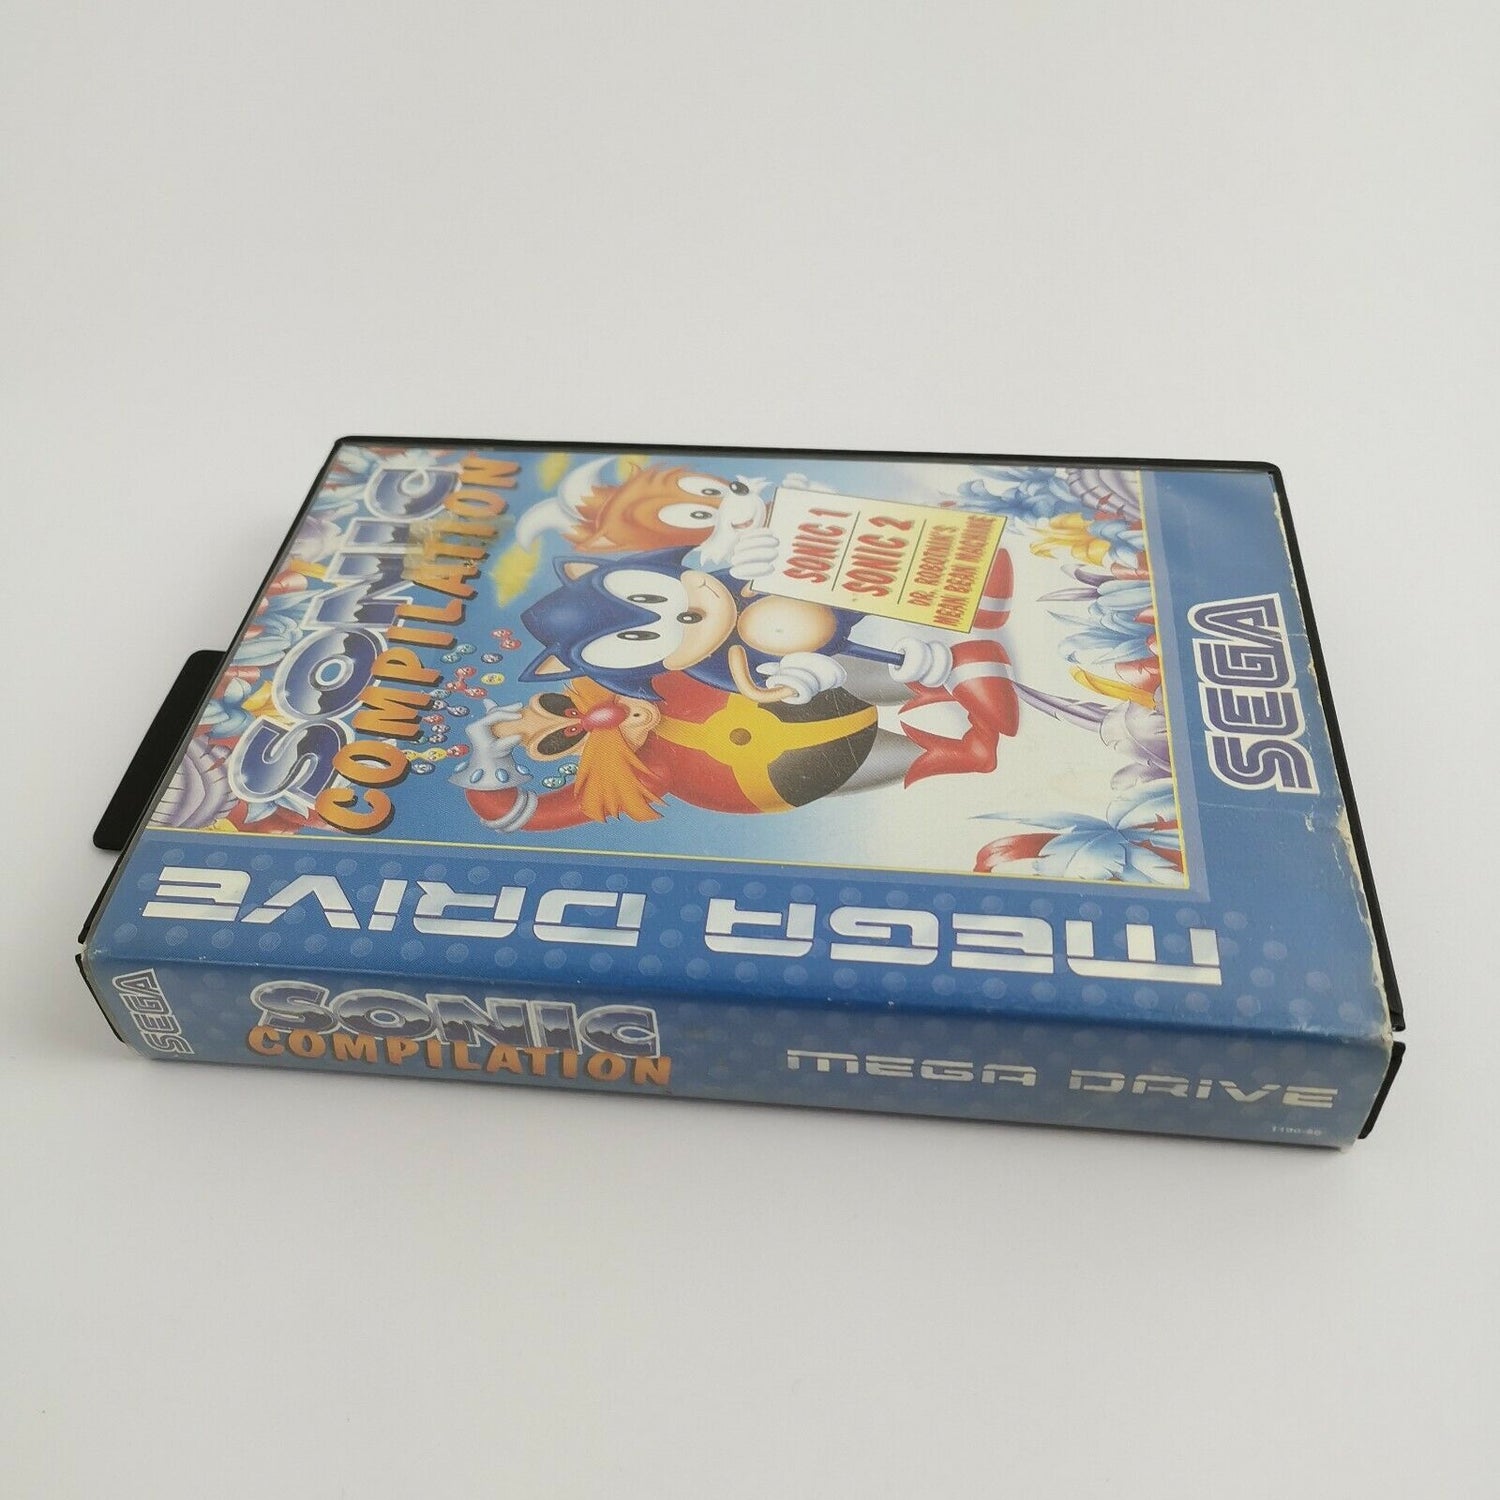 SONIC
COMPILATION
SONIC 1
SONIC 2
DR. ROBOTNIK'S
MEAN BEAN MACHINE
SEGA
MEGA DRIVE
SEGA
SONIC
COMPILATION
MEGA DRIVE